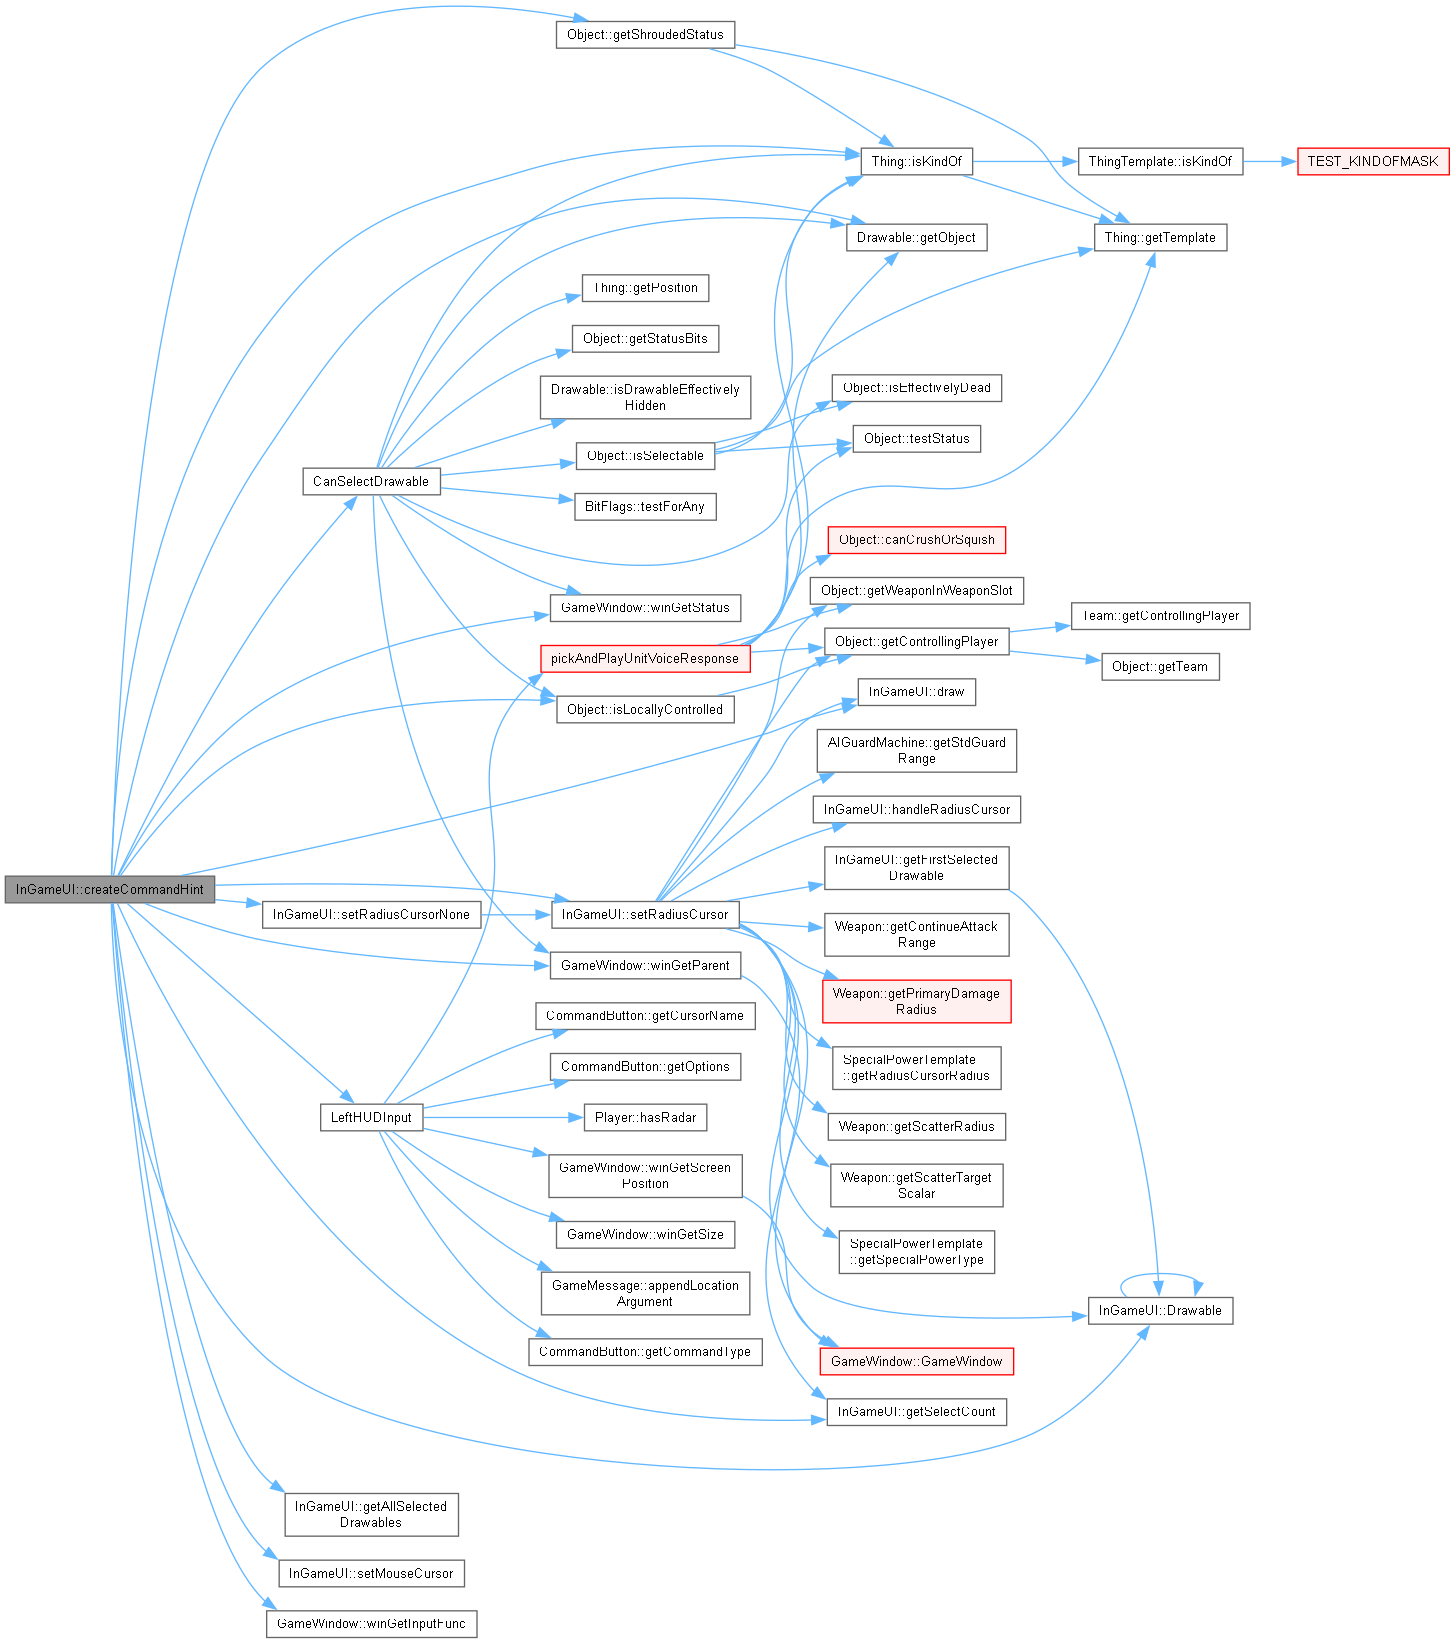 Object::getShroudedStatus
Thing::isKindOf
ThingTemplate::isKindOf
TEST_KINDOFMASK
Drawable::getObject
Thing::getTemplate
Thing::getPosition
Object::getStatusBits
Drawable::isDrawableEffectively
Hidden
Object::isEffectivelyDead
Object::testStatus
Object::isSelectable
CanSelectDrawable
BitFlags::testForAny
Object::canCrushOrSquish
Object::getWeaponInWeaponSlot
GameWindow::winGetStatus
Team::getControllingPlayer
Object::getControllingPlayer
pickAndPlayUnitVoiceResponse
Object::getTeam
InGameUI::draw
Object::isLocallyControlled
AIGuardMachine::getStdGuard
Range
InGameUI::handleRadiusCursor
InGameUI::getFirstSelected
Drawable
InGameUI::createCommandHint
InGameUI::setRadiusCursorNone
InGameUI::setRadiusCursor
Weapon::getContinueAttack
Range
GameWindow::winGetParent
Weapon::getPrimaryDamage
Radius
CommandButton::getCursorName
CommandButton::getOptions
SpecialPowerTemplate
::getRadiusCursorRadius
LeftHUDInput
Player::hasRadar
Weapon::getScatterRadius
GameWindow::winGetScreen
Position
Weapon::getScatterTarget
Scalar
GameWindow::winGetSize
SpecialPowerTemplate
::getSpecialPowerType
GameMessage::appendLocation
Argument
InGameUI::Drawable
CommandButton::getCommandType
GameWindow::GameWindow
InGameUI::getSelectCount
InGameUI::getAllSelected
Drawables
InGameUI::setMouseCursor
GameWindow::winGetInputFunc